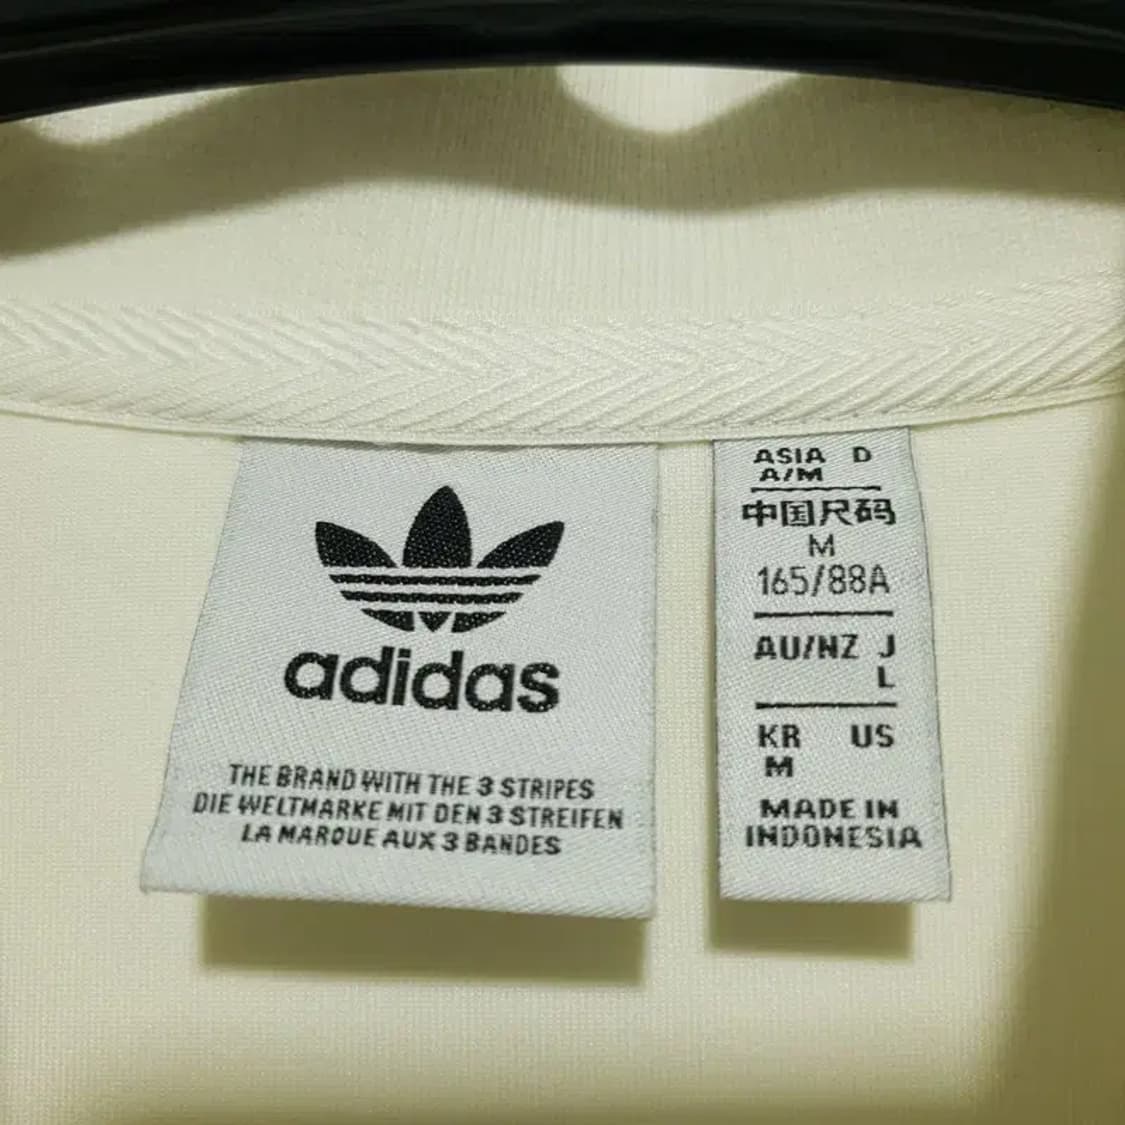 adidas
THE BRAND WITH THE 3 STRIPES
DIE WELTMARKE MIT DEN 3 STREIFEN
LA MARQUE AUX 3 BANDES
ASIA D
A/M
中国尺码
M
165/88A
AU/NZ J
L
KR US
M
MADE IN
INDONESIA